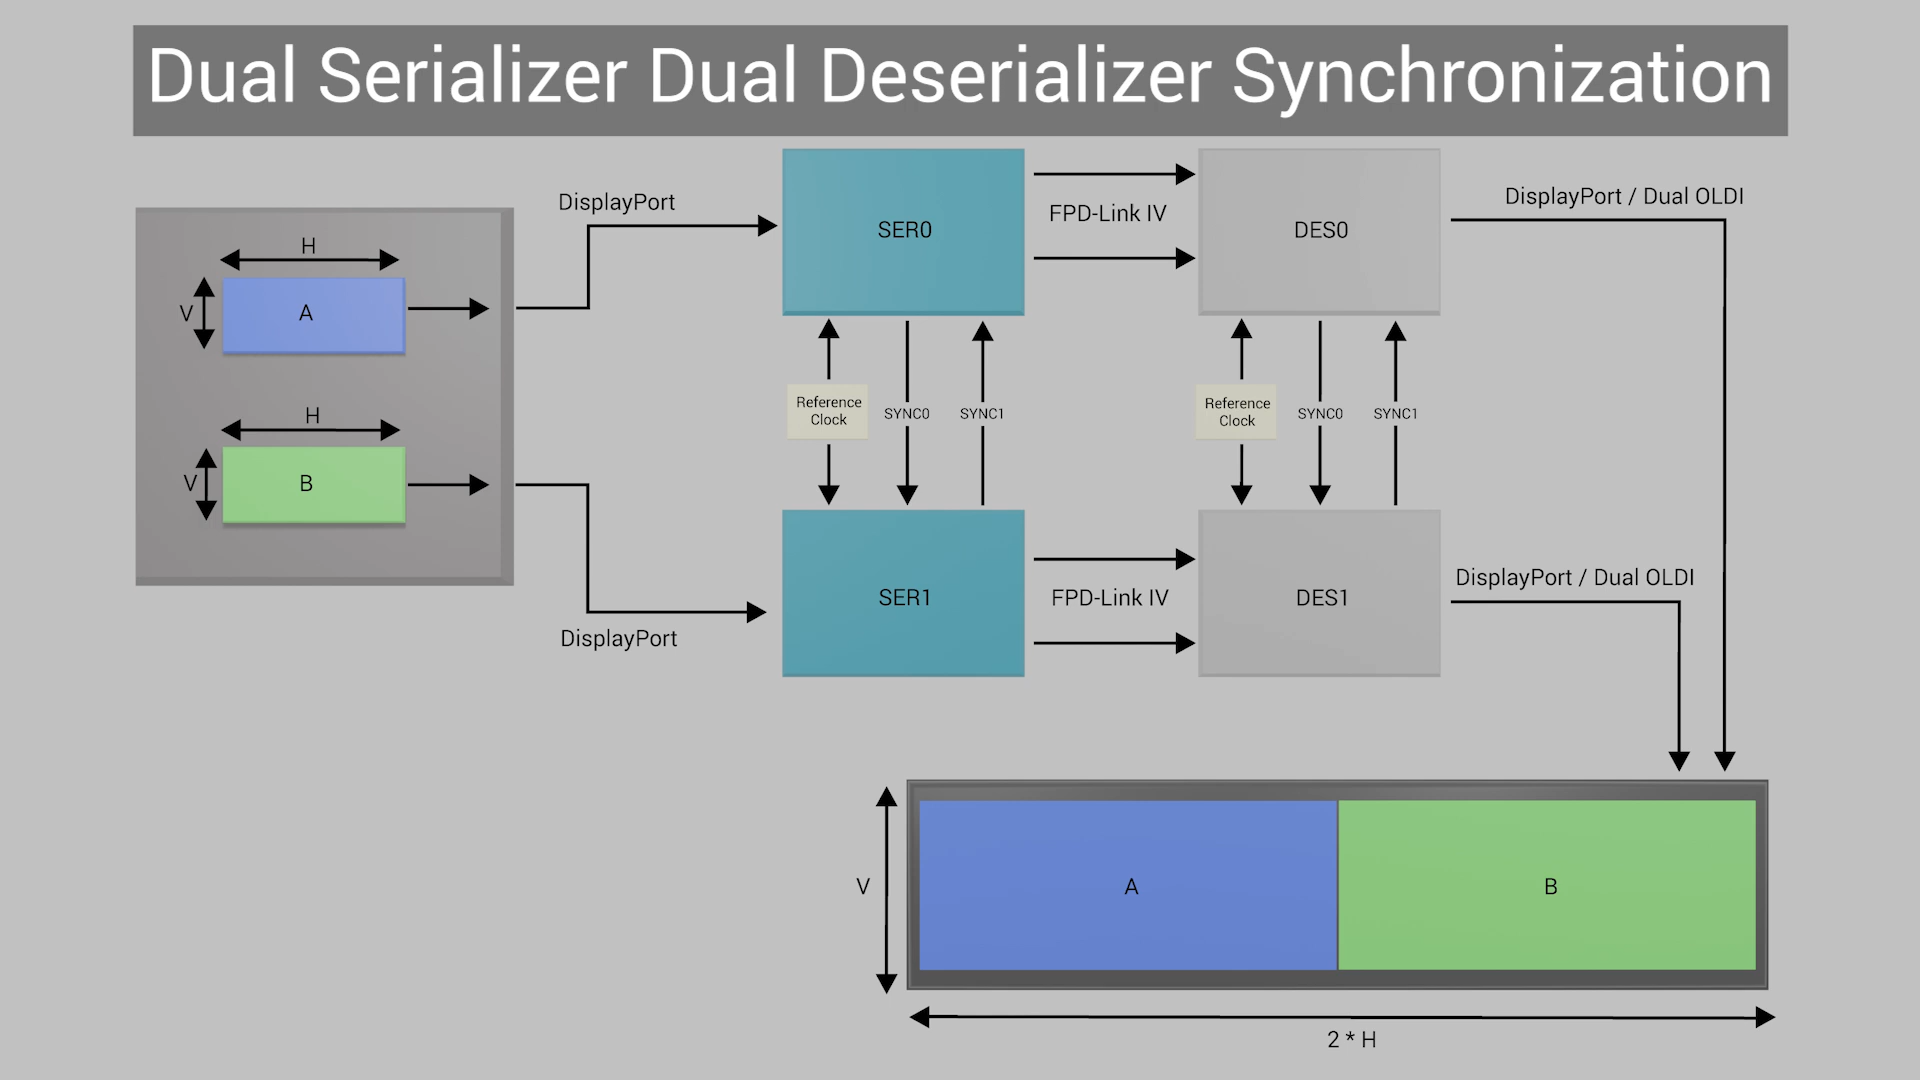 Dual Serializer Dual Deserializer Synchronization
DisplayPort
SER0
FPD-Link IV
DES0
DisplayPort / Dual OLDI
H
V
A
Reference
Clock
SYNC0
SYNC1
Reference
Clock
SYNC0
SYNC1
H
V
B
DisplayPort
SER1
FPD-Link IV
DES1
DisplayPort / Dual OLDI
V
A
B
2 * H